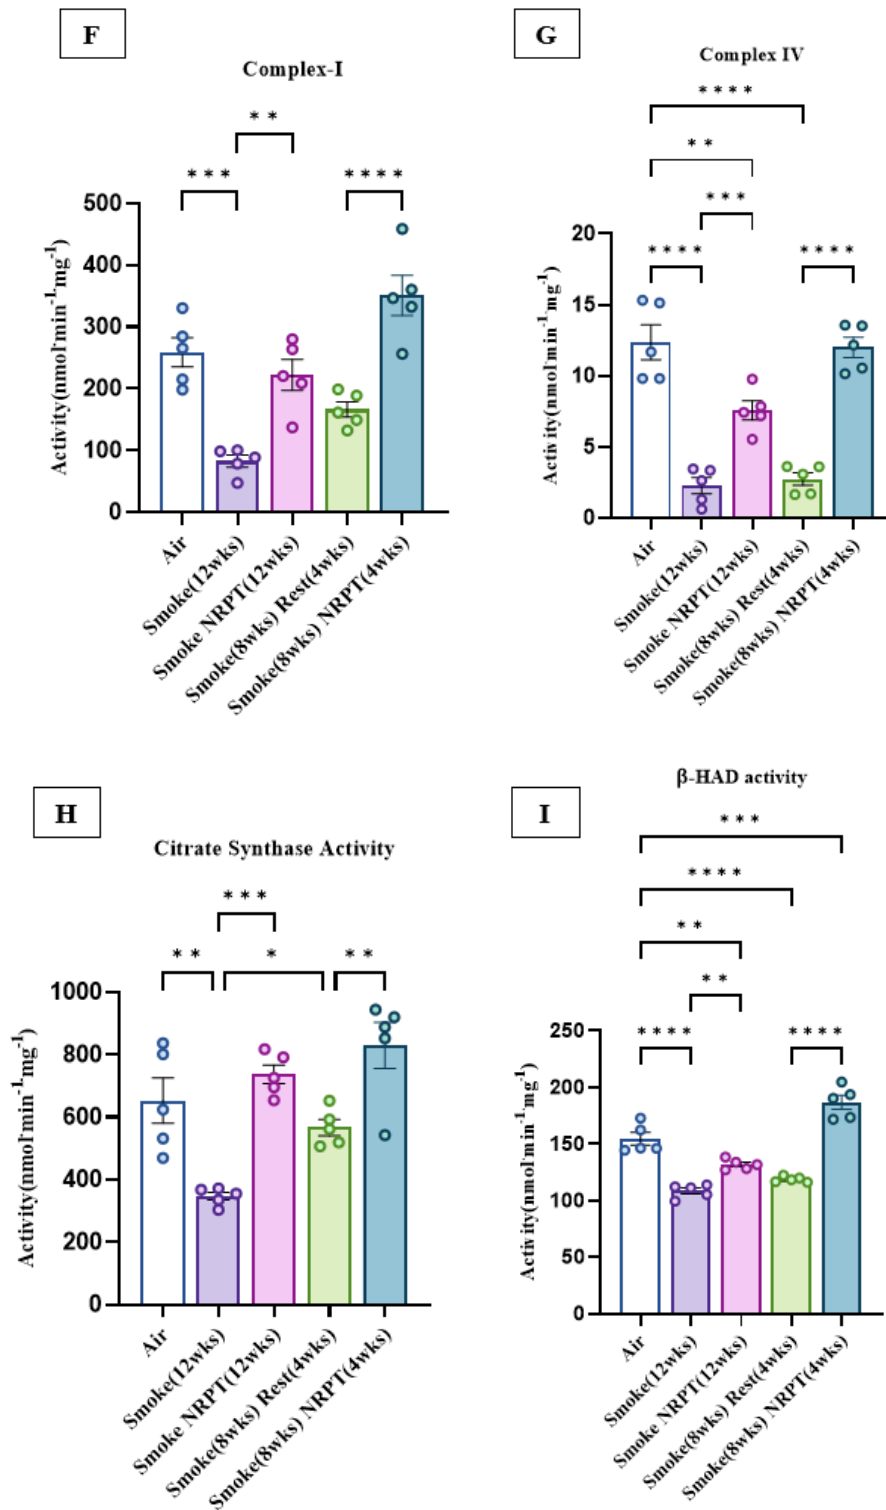 F
Complex-I
* *
* * *
* * * *
500
400
300
200
100
0
Activity(nmol·min⁻¹·mg⁻¹)
Air
Smoke(12wks)
Smoke NRPT(12wks)
Smoke(8wks) Rest(4wks)
Smoke(8wks) NRPT(4wks)
G
Complex IV
* * * *
* *
* * *
* * * *
* * * *
20
15
10
5
0
Activity(nmol·min⁻¹·mg⁻¹)
Air
Smoke(12wks)
Smoke NRPT(12wks)
Smoke(8wks) Rest(4wks)
Smoke(8wks) NRPT(4wks)
H
Citrate Synthase Activity
* * *
* *
*
* *
1000
800
600
400
200
0
Activity(nmol·min⁻¹·mg⁻¹)
Air
Smoke(12wks)
Smoke NRPT(12wks)
Smoke(8wks) Rest(4wks)
Smoke(8wks) NRPT(4wks)
I
β-HAD activity
* * *
* * * *
* *
* *
* * * *
* * * *
250
200
150
100
50
0
Activity(nmol·min⁻¹·mg⁻¹)
Air
Smoke(12wks)
Smoke NRPT(12wks)
Smoke(8wks) Rest(4wks)
Smoke(8wks) NRPT(4wks)